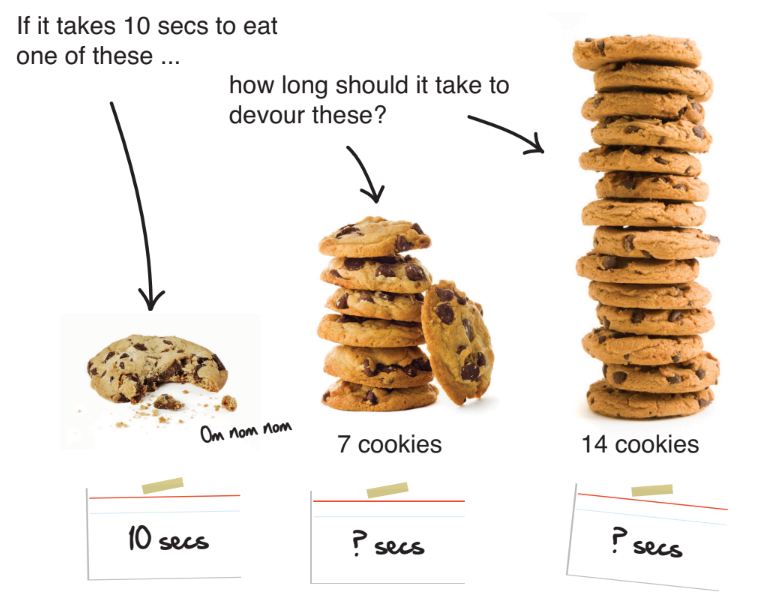 If it takes 10 secs to eat
one of these ...
how long should it take to
devour these?
Om nom nom
7 cookies
14 cookies
10 secs
? secs
? secs